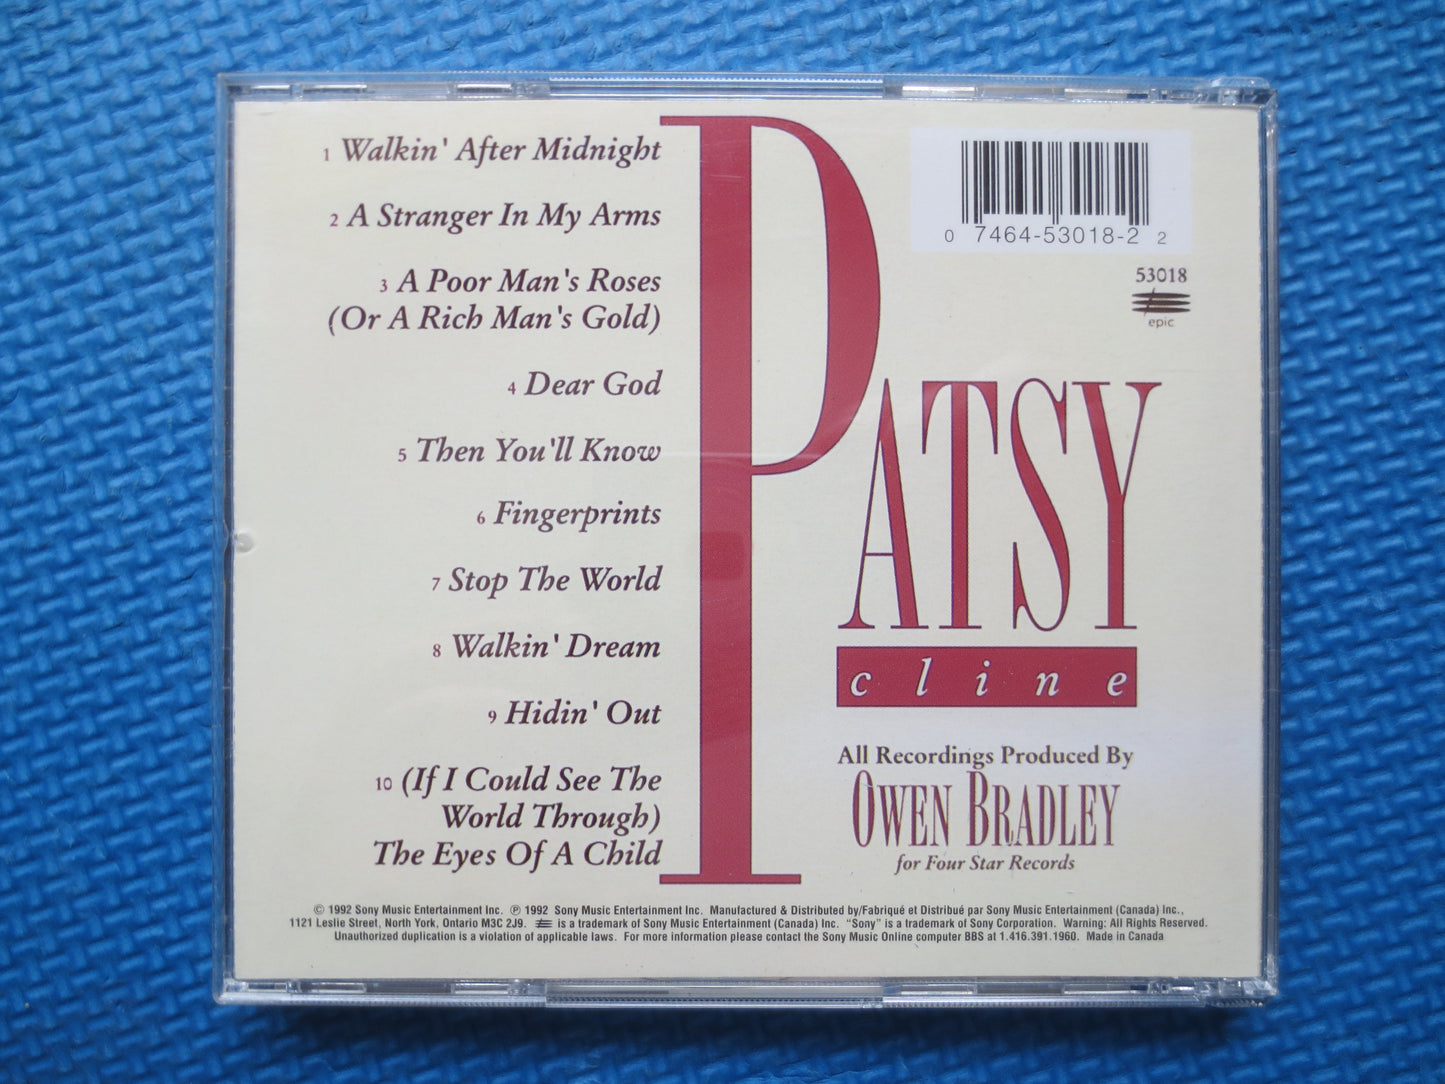 1 Walkin' After Midnight
2 A Stranger In My Arms
3 A Poor Man's Roses
(Or A Rich Man's Gold)
4 Dear God
5 Then You'll Know
6 Fingerprints
7 Stop The World
8 Walkin' Dream
9 Hidin' Out
10 (If I Could See The
World Through)
The Eyes Of A Child
0 7464-53018-2 2
53018
epic
PATSY
cline
All Recordings Produced By
OWEN BRADLEY
for Four Star Records
© 1992 Sony Music Entertainment Inc. ℗ 1992 Sony Music Entertainment Inc. Manufactured & Distributed by/Fabriqué et Distribué par Sony Music Entertainment (Canada) Inc.,
1121 Leslie Street, North York, Ontario M3C 2J9. is a trademark of Sony Music Entertainment (Canada) Inc. "Sony" is a trademark of Sony Corporation. Warning: All Rights Reserved.
Unauthorized duplication is a violation of applicable laws. For more information please contact the Sony Music Online computer BBS at 1.416.391.1960. Made in Canada